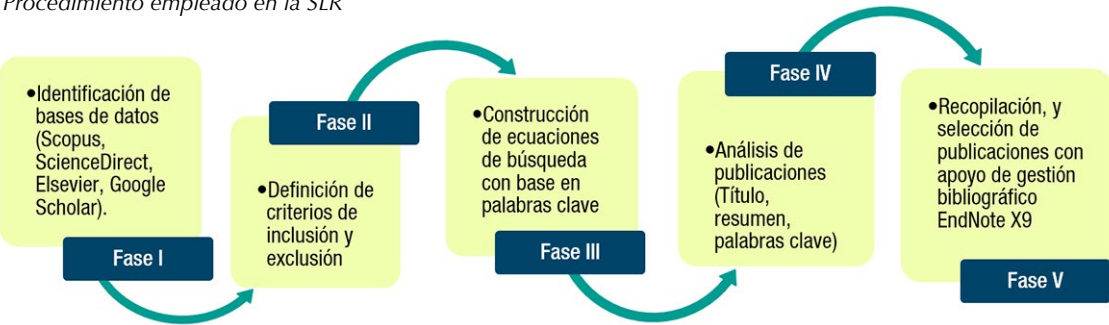 Procedimiento empleado en la SLR
•Identificación de
bases de datos
(Scopus,
ScienceDirect,
Elsevier, Google
Scholar).
Fase I
Fase II
•Definición de
criterios de
inclusión y
exclusión
•Construcción
de ecuaciones
de búsqueda
con base en
palabras clave
Fase III
Fase IV
•Análisis de
publicaciones
(Título,
resumen,
palabras clave)
•Recopilación, y
selección de
publicaciones con
apoyo de gestión
bibliográfico
EndNote X9
Fase V